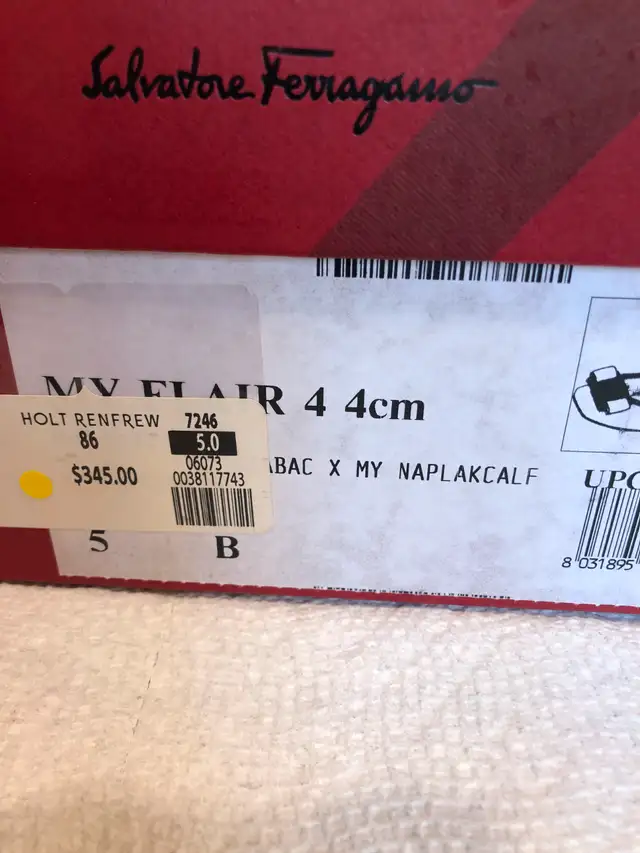 Salvatore Ferragamo
MY FLAIR 4 4cm
HOLT RENFREW 7246
86 5.0
$345.00 06073
0038117743
ABAC X MY NAPLAKCALF
UPC
5 B
8 031895